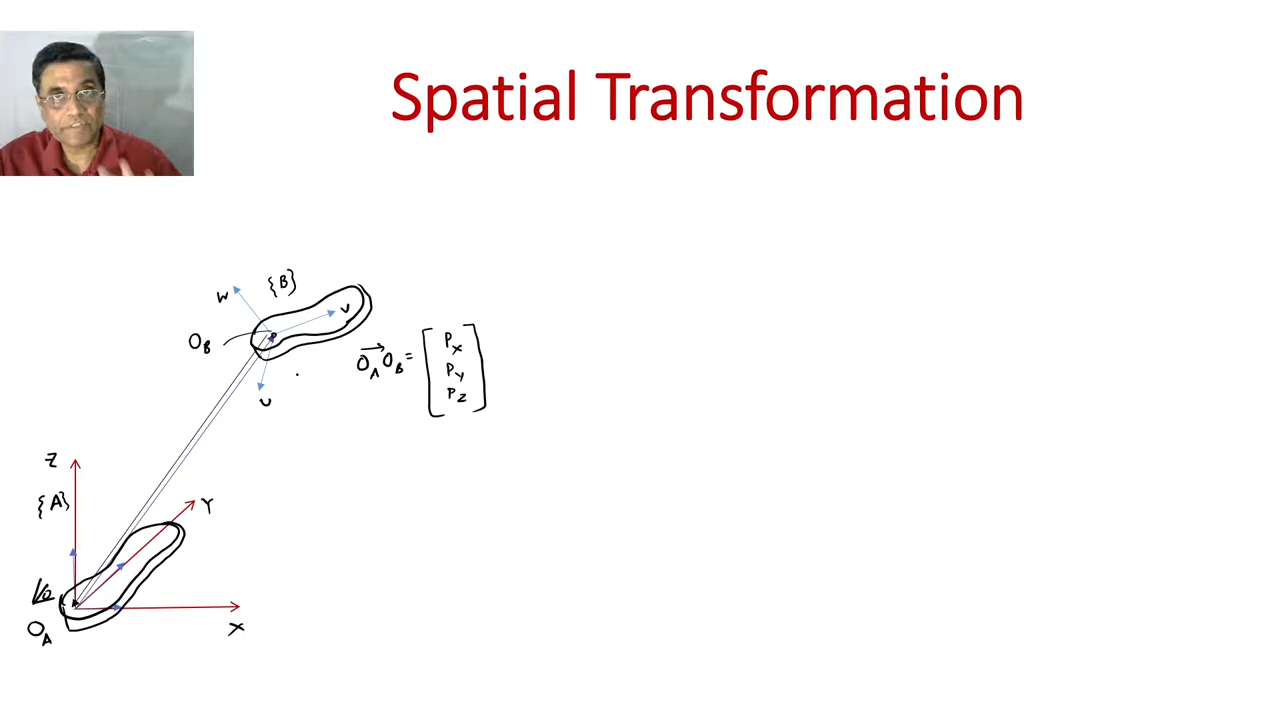 Spatial Transformation
{B}
W
V
O_B
O_A O_B = [P_X
P_Y
P_Z]
U
Z
{A}
Y
O_A
X